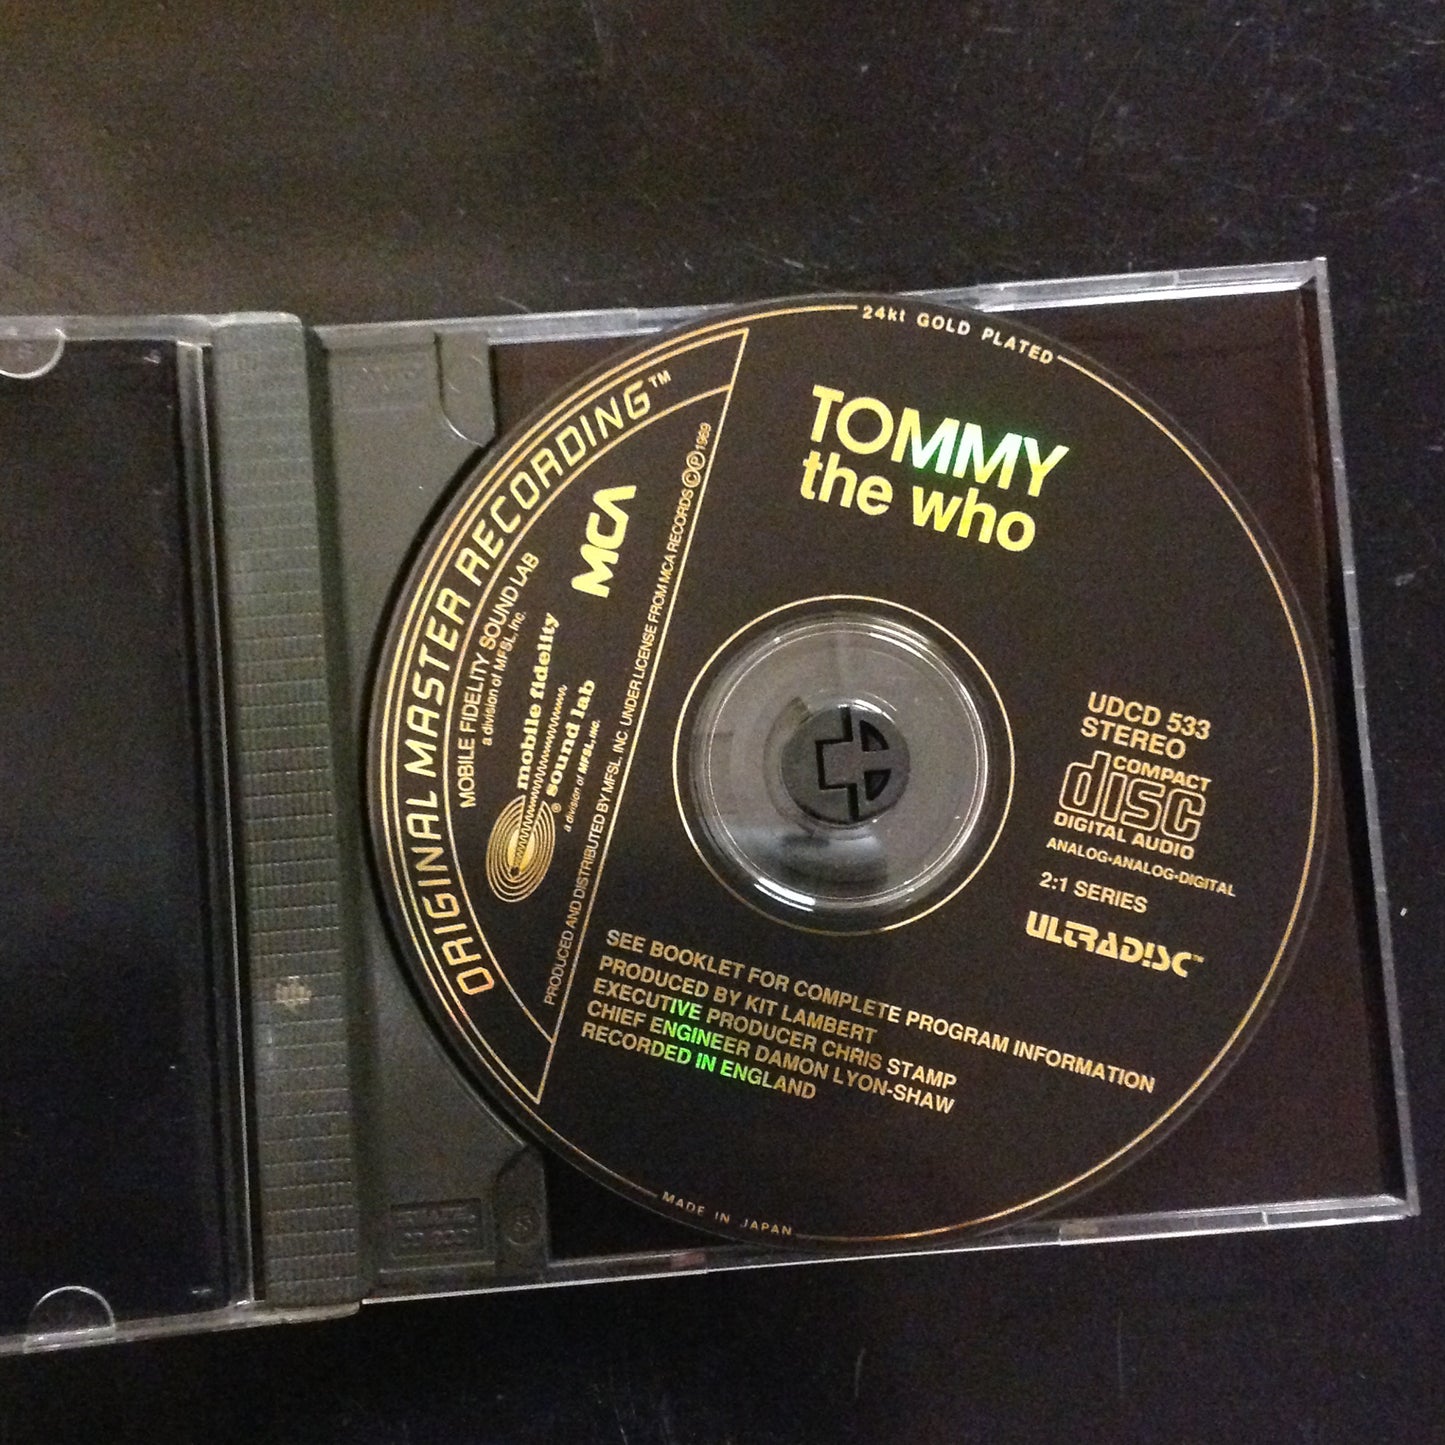 24kt GOLD PLATED
TOMMY
the who
ORIGINAL MASTER RECORDING™
MOBILE FIDELITY SOUND LAB
a division of MFSL, Inc.
mobile fidelity
® sound lab
a division of MFSL, INC.
MCA
PRODUCED AND DISTRIBUTED BY MFSL, INC UNDER LICENSE FROM MCA RECORDS ©℗ 1969
UDCD 533
STEREO
COMPACT
disc
DIGITAL AUDIO
ANALOG•ANALOG•DIGITAL
2:1 SERIES
ULTRADISC™
SEE BOOKLET FOR COMPLETE PROGRAM INFORMATION
PRODUCED BY KIT LAMBERT
EXECUTIVE PRODUCER CHRIS STAMP
CHIEF ENGINEER DAMON LYON-SHAW
RECORDED IN ENGLAND
MADE IN JAPAN